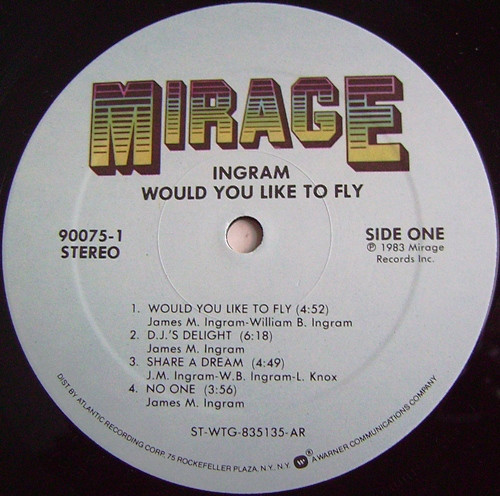 MIRAGE
INGRAM
WOULD YOU LIKE TO FLY
90075-1
STEREO
SIDE ONE
℗ 1983 Mirage
Records Inc.
1. WOULD YOU LIKE TO FLY (4:52)
James M. Ingram-William B. Ingram
2. D.J.'S DELIGHT (6:18)
James M. Ingram
3. SHARE A DREAM (4:49)
J.M. Ingram-W.B. Ingram-L. Knox
4. NO ONE (3:56)
James M. Ingram
ST-WTG-835135-AR
DIST BY ATLANTIC RECORDING CORP. 75 ROCKEFELLER PLAZA, N.Y. N.Y. ® A WARNER COMMUNICATIONS COMPANY